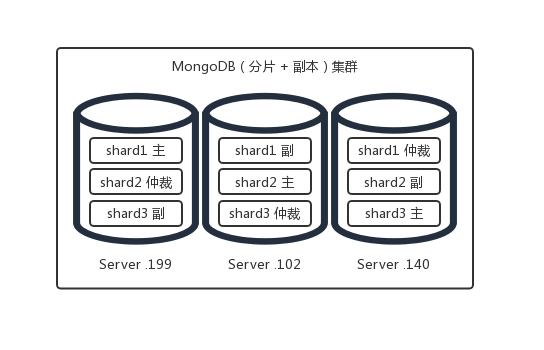 MongoDB ( 分片 + 副本 ) 集群
shard1 主
shard2 仲裁
shard3 副
Server .199
shard1 副
shard2 主
shard3 仲裁
Server .102
shard1 仲裁
shard2 副
shard3 主
Server .140